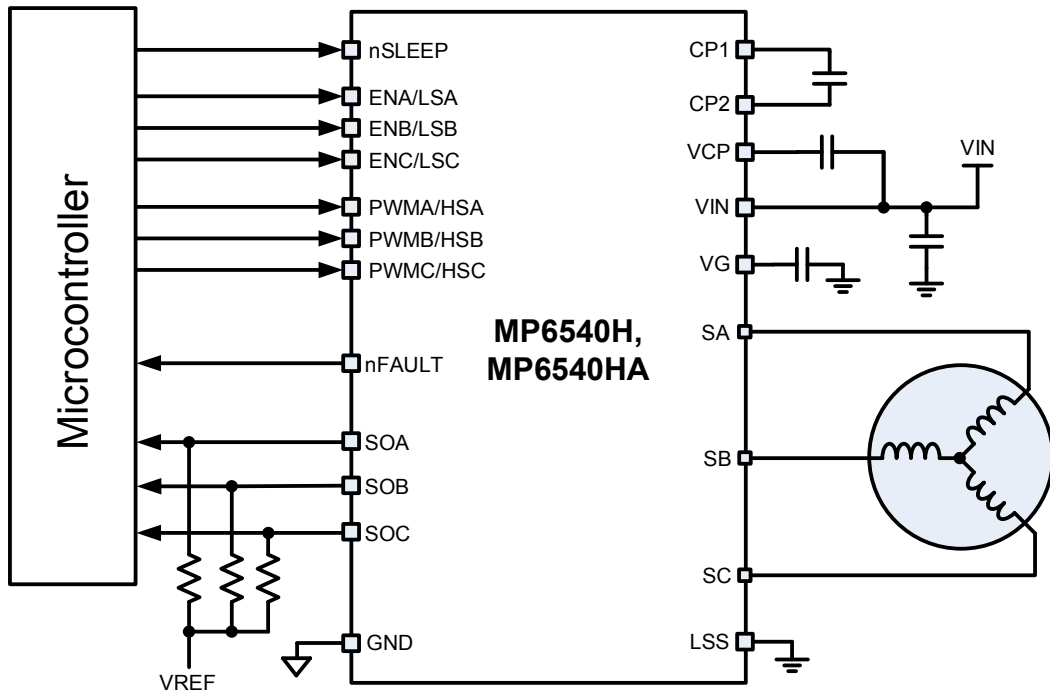 Microcontroller
nSLEEP
ENA/LSA
ENB/LSB
ENC/LSC
PWMA/HSA
PWMB/HSB
PWMC/HSC
nFAULT
SOA
SOB
SOC
GND
VREF
MP6540H,
MP6540HA
CP1
CP2
VCP
VIN
VG
SA
SB
SC
LSS
VIN